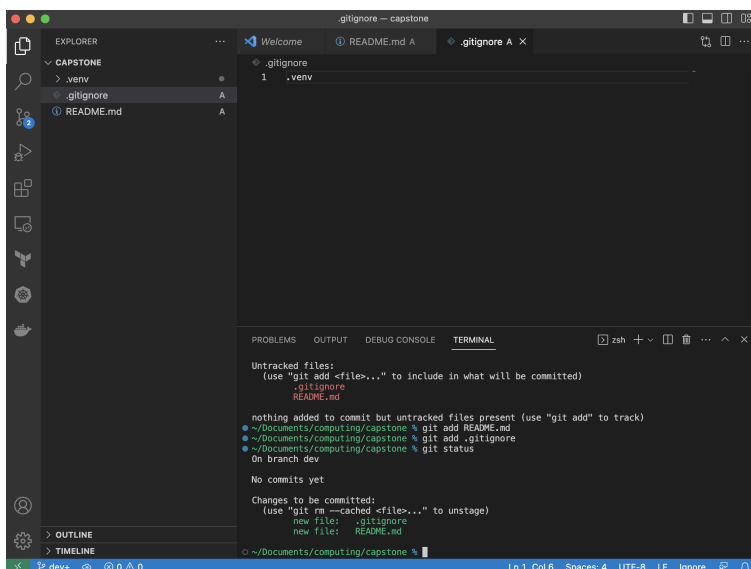 .gitignore — capstone
EXPLORER
Welcome
README.md A
.gitignore A
CAPSTONE
.gitignore
.venv
1 .venv
.gitignore A
README.md A
2
PROBLEMS OUTPUT DEBUG CONSOLE TERMINAL
zsh
Untracked files:
(use "git add <file>..." to include in what will be committed)
.gitignore
README.md
nothing added to commit but untracked files present (use "git add" to track)
~/Documents/computing/capstone % git add README.md
~/Documents/computing/capstone % git add .gitignore
~/Documents/computing/capstone % git status
On branch dev
No commits yet
Changes to be committed:
(use "git rm --cached <file>..." to unstage)
new file: .gitignore
new file: README.md
~/Documents/computing/capstone %
OUTLINE
TIMELINE
dev+ 0 0 Ln 1, Col 6 Spaces: 4 UTF-8 LF Ignore